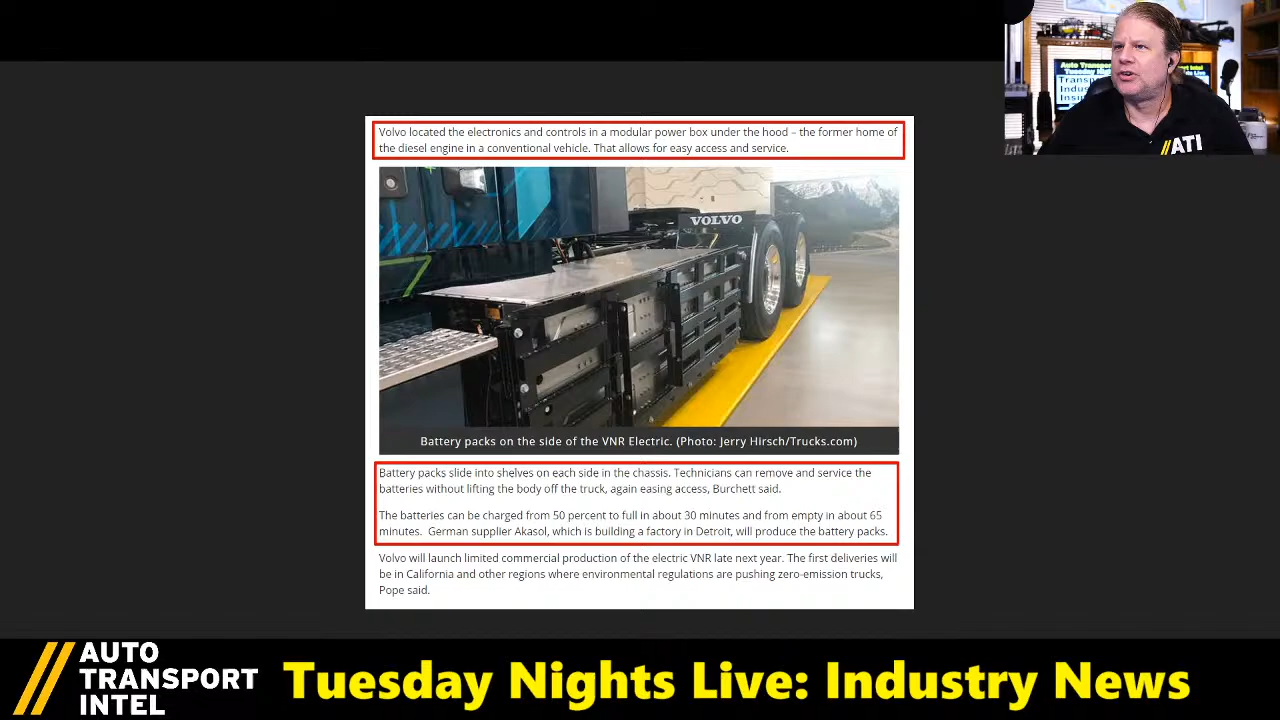 Auto Transport Intel
Tuesday Nights Live
ATI
Volvo located the electronics and controls in a modular power box under the hood – the former home of
the diesel engine in a conventional vehicle. That allows for easy access and service.
VOLVO
Battery packs on the side of the VNR Electric. (Photo: Jerry Hirsch/Trucks.com)
Battery packs slide into shelves on each side in the chassis. Technicians can remove and service the
batteries without lifting the body off the truck, again easing access, Burchett said.
The batteries can be charged from 50 percent to full in about 30 minutes and from empty in about 65
minutes. German supplier Akasol, which is building a factory in Detroit, will produce the battery packs.
Volvo will launch limited commercial production of the electric VNR late next year. The first deliveries will
be in California and other regions where environmental regulations are pushing zero-emission trucks,
Pope said.
AUTO
TRANSPORT
INTEL
Tuesday Nights Live: Industry News